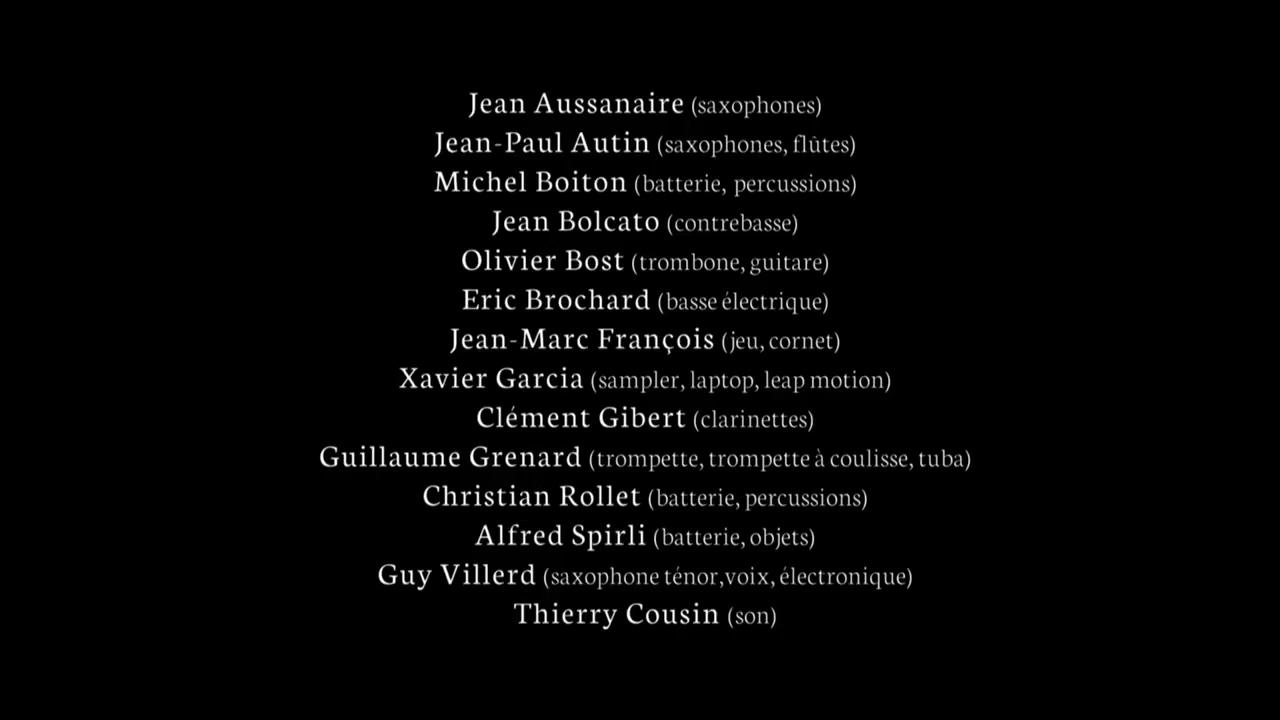 Jean Aussanaire (saxophones)
Jean-Paul Autin (saxophones, flûtes)
Michel Boiton (batterie, percussions)
Jean Bolcato (contrebasse)
Olivier Bost (trombone, guitare)
Eric Brochard (basse électrique)
Jean-Marc François (jeu, cornet)
Xavier Garcia (sampler, laptop, leap motion)
Clément Gibert (clarinettes)
Guillaume Grenard (trompette, trompette à coulisse, tuba)
Christian Rollet (batterie, percussions)
Alfred Spirli (batterie, objets)
Guy Villerd (saxophone ténor,voix, électronique)
Thierry Cousin (son)